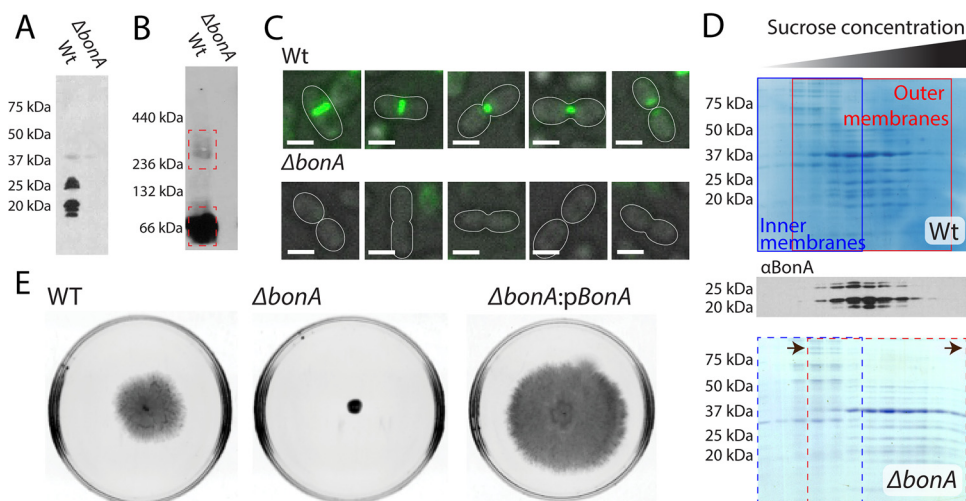 A
Wt
ΔbonA
75 kDa
50 kDa
37 kDa
25 kDa
20 kDa
B
Wt
ΔbonA
440 kDa
236 kDa
132 kDa
66 kDa
C
Wt
ΔbonA
D
Sucrose concentration
75 kDa
50 kDa
37 kDa
25 kDa
20 kDa
Outer
membranes
Inner
membranes
Wt
αBonA
25 kDa
20 kDa
75 kDa
50 kDa
37 kDa
25 kDa
20 kDa
ΔbonA
E
WT
ΔbonA
ΔbonA:pBonA